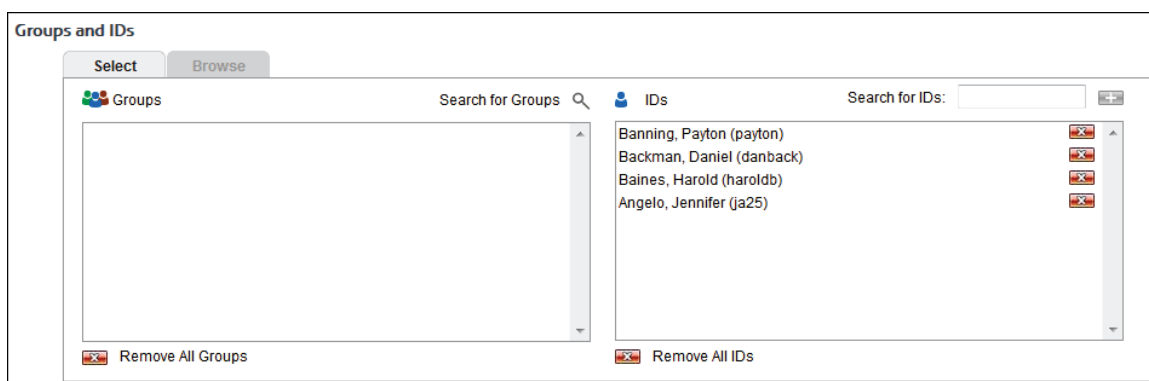 Groups and IDs
Select Browse
Groups Search for Groups IDs Search for IDs:
Banning, Payton (payton)
Backman, Daniel (danback)
Baines, Harold (haroldb)
Angelo, Jennifer (ja25)
Remove All Groups Remove All IDs